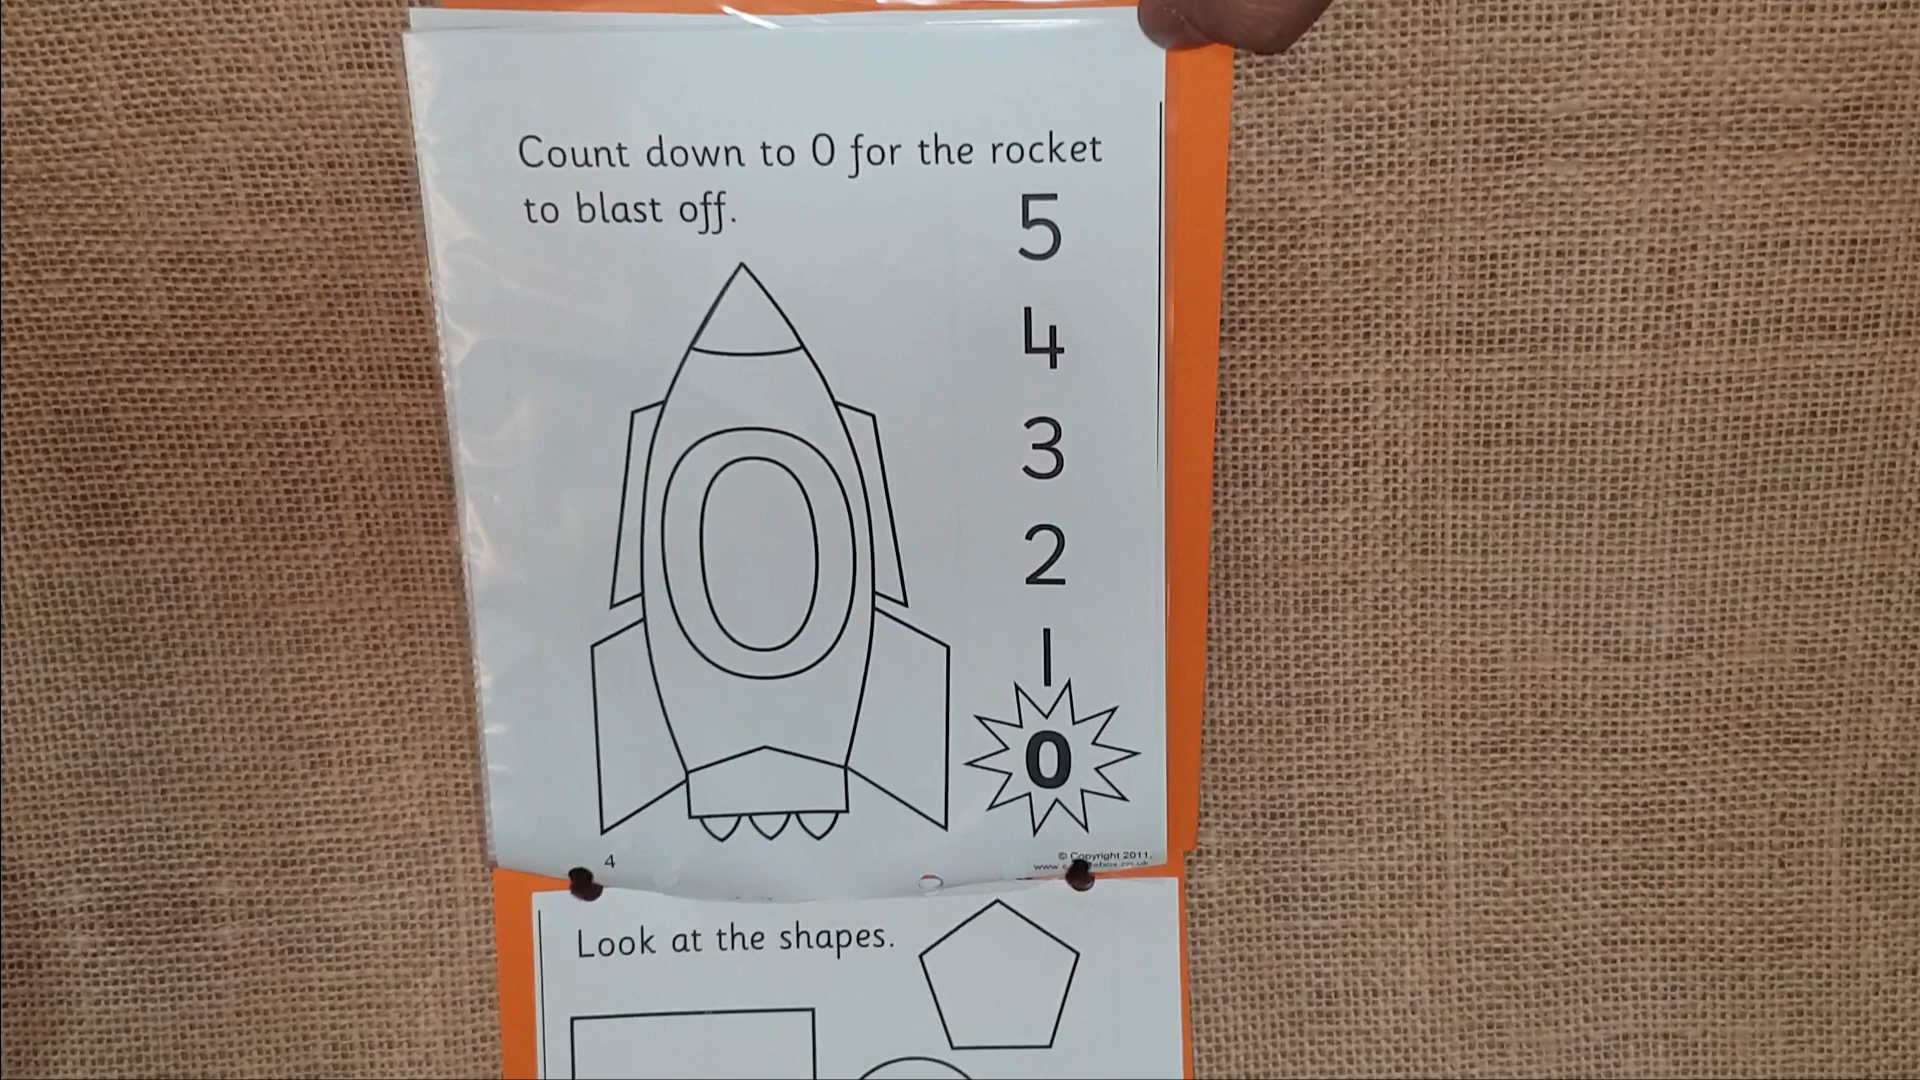 Count down to 0 for the rocket
to blast off.
5
4
3
2
1
0
4
© Copyright 2011.
www.
Look at the shapes.